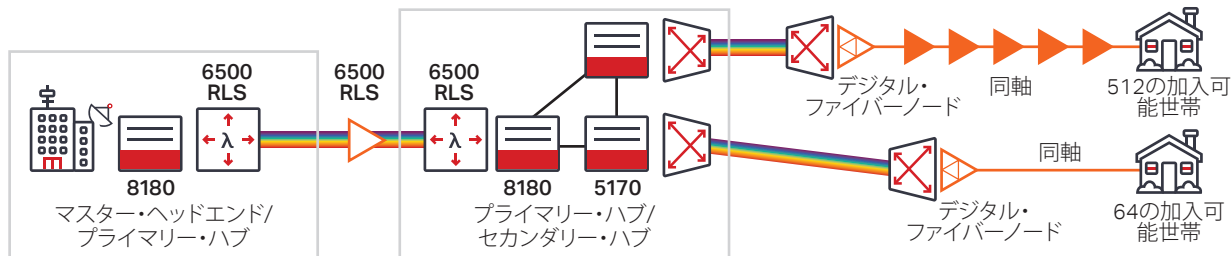 6500
RLS
8180
マスター・ヘッドエンド/
プライマリー・ハブ
6500
RLS
6500
RLS
8180
5170
プライマリー・ハブ/
セカンダリー・ハブ
デジタル・
ファイバーノード
同軸
512の加入可
能世帯
デジタル・
ファイバーノード
同軸
64の加入可
能世帯
λ
λ